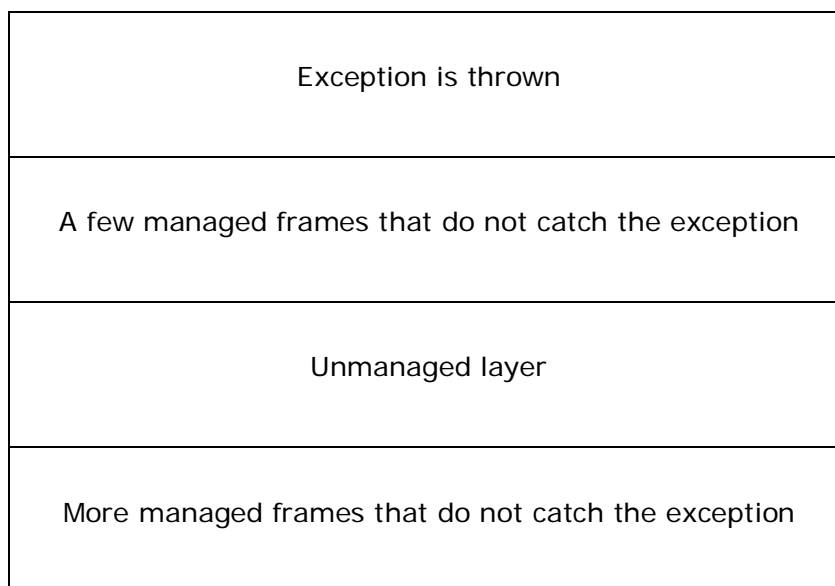 Exception is thrown
A few managed frames that do not catch the exception
Unmanaged layer
More managed frames that do not catch the exception